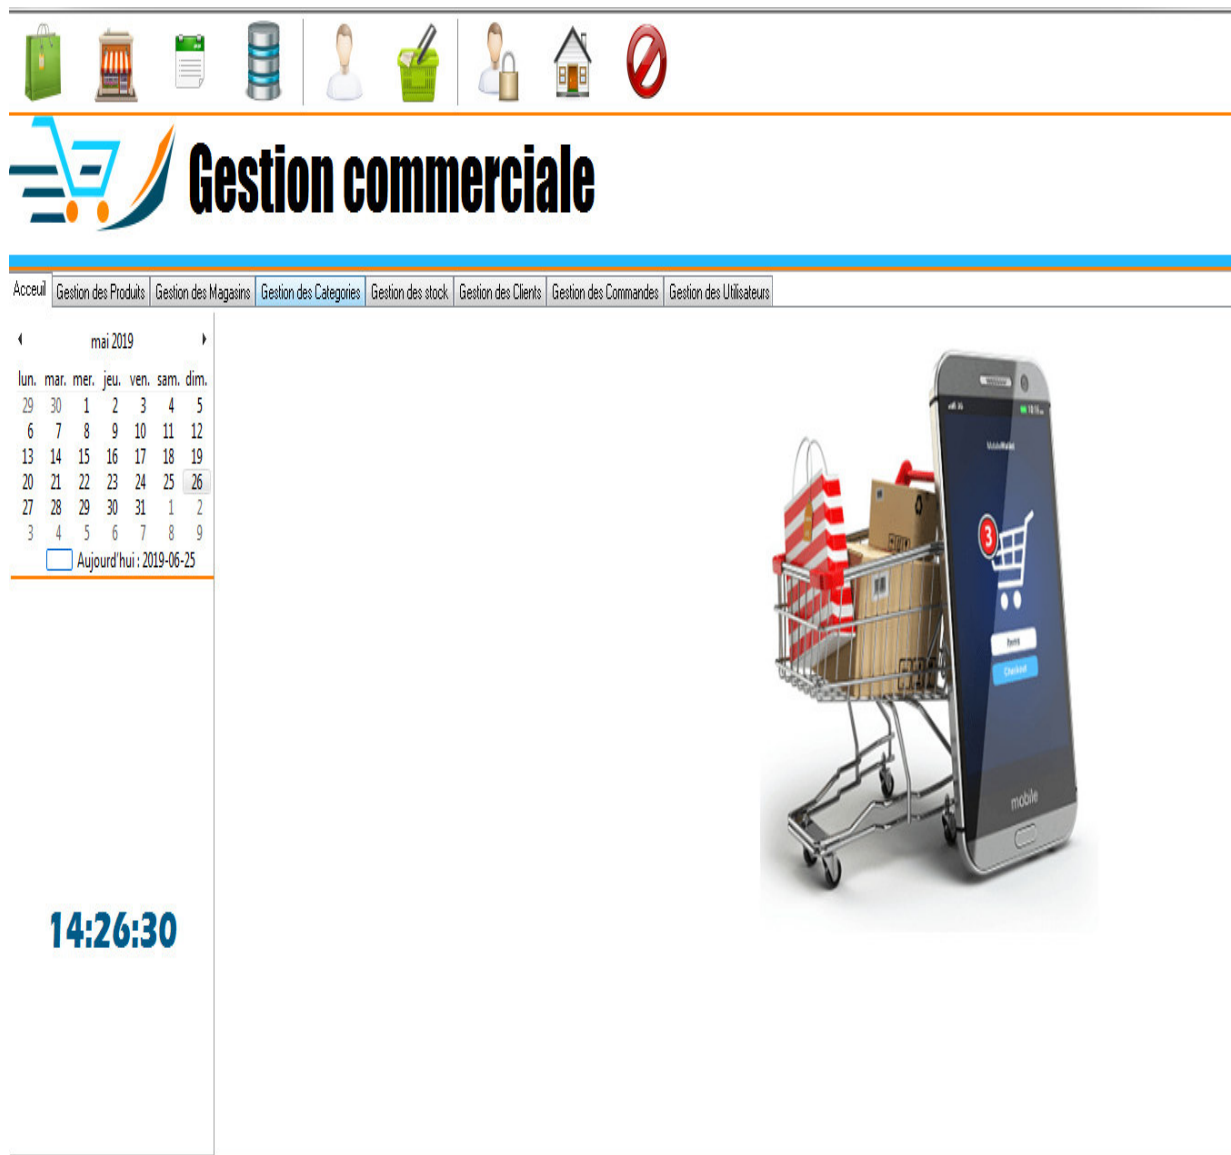 Gestion commerciale
Acceuil Gestion des Produits Gestion des Magasins Gestion des Categories Gestion des stock Gestion des Clients Gestion des Commandes Gestion des Utilisateurs
mai 2019
lun. mar. mer. jeu. ven. sam. dim.
29 30 1 2 3 4 5
6 7 8 9 10 11 12
13 14 15 16 17 18 19
20 21 22 23 24 25 26
27 28 29 30 31 1 2
3 4 5 6 7 8 9
Aujourd'hui : 2019-06-25
3
Checkout
mobile
14:26:30